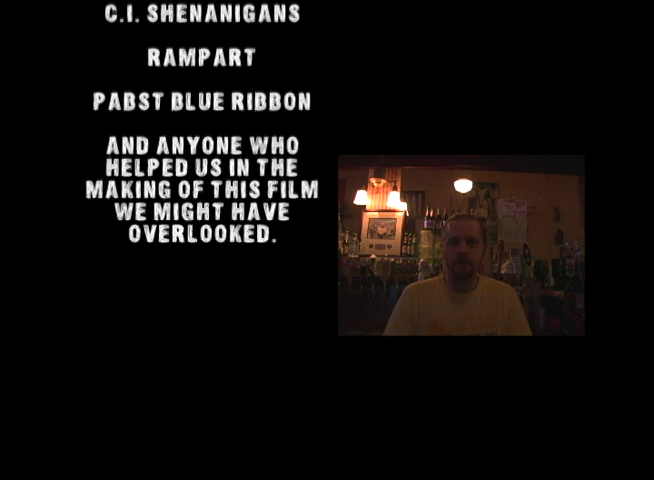 C.I. SHENANIGANS
RAMPART
PABST BLUE RIBBON
AND ANYONE WHO
HELPED US IN THE
MAKING OF THIS FILM
WE MIGHT HAVE
OVERLOOKED.